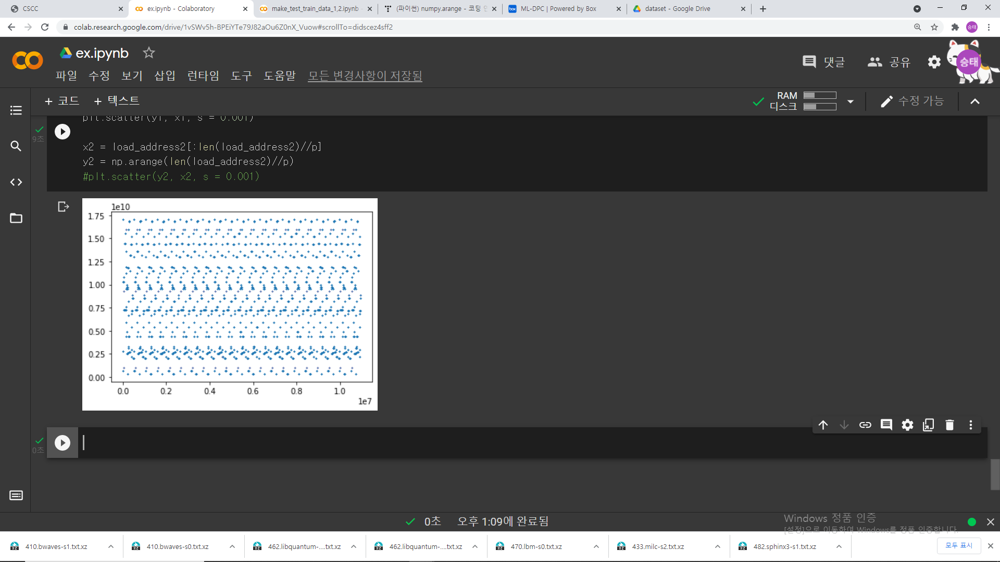 CSCC
ex.ipynb - Colaboratory
make_test_train_data_1,2.ipynb
(파이썬) numpy.arange - 코딩
ML-DPC | Powered by Box
dataset - Google Drive
colab.research.google.com/drive/1vSWv5h-BPEiYTe79J82aOu6Z0nX_Vuow#scrollTo=didscez4sff2
승태
ex.ipynb
댓글
공유
승태
파일 수정 보기 삽입 런타임 도구 도움말 모든 변경사항이 저장됨
+ 코드 + 텍스트
RAM
디스크
수정 가능
plt.scatter(y1, x1, s = 0.001)
9초
x2 = load_address2[:len(load_address2)//p]
y2 = np.arange(len(load_address2)//p)
#plt.scatter(y2, x2, s = 0.001)
1e10
1.75
1.50
1.25
1.00
0.75
0.50
0.25
0.00
0.0 0.2 0.4 0.6 0.8 1.0
1e7
0초
0초 오후 1:09에 완료됨
Windows 정품 인증
[설정]으로 이동하여 Windows를 정품 인증합니다.
410.bwaves-s1.txt.xz
410.bwaves-s0.txt.xz
462.libquantum-....txt.xz
462.libquantum-....txt.xz
470.lbm-s0.txt.xz
433.milc-s2.txt.xz
482.sphinx3-s1.txt.xz
모두 표시